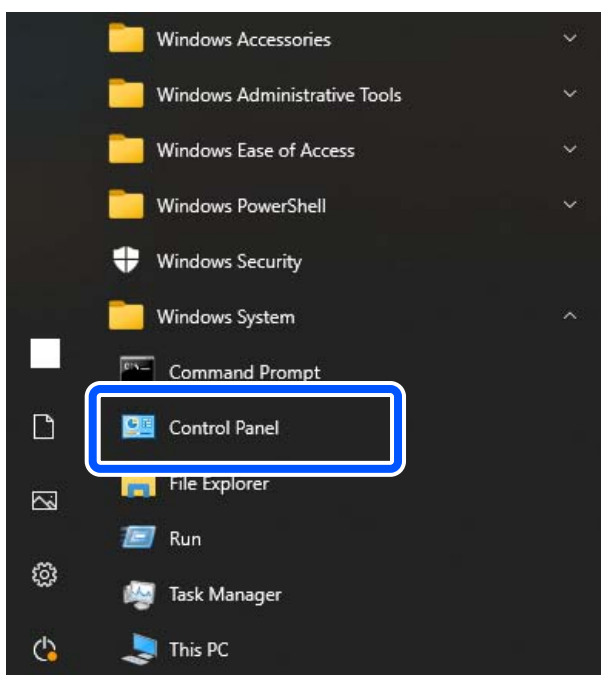 Windows Accessories
Windows Administrative Tools
Windows Ease of Access
Windows PowerShell
Windows Security
Windows System
Command Prompt
Control Panel
File Explorer
Run
Task Manager
This PC